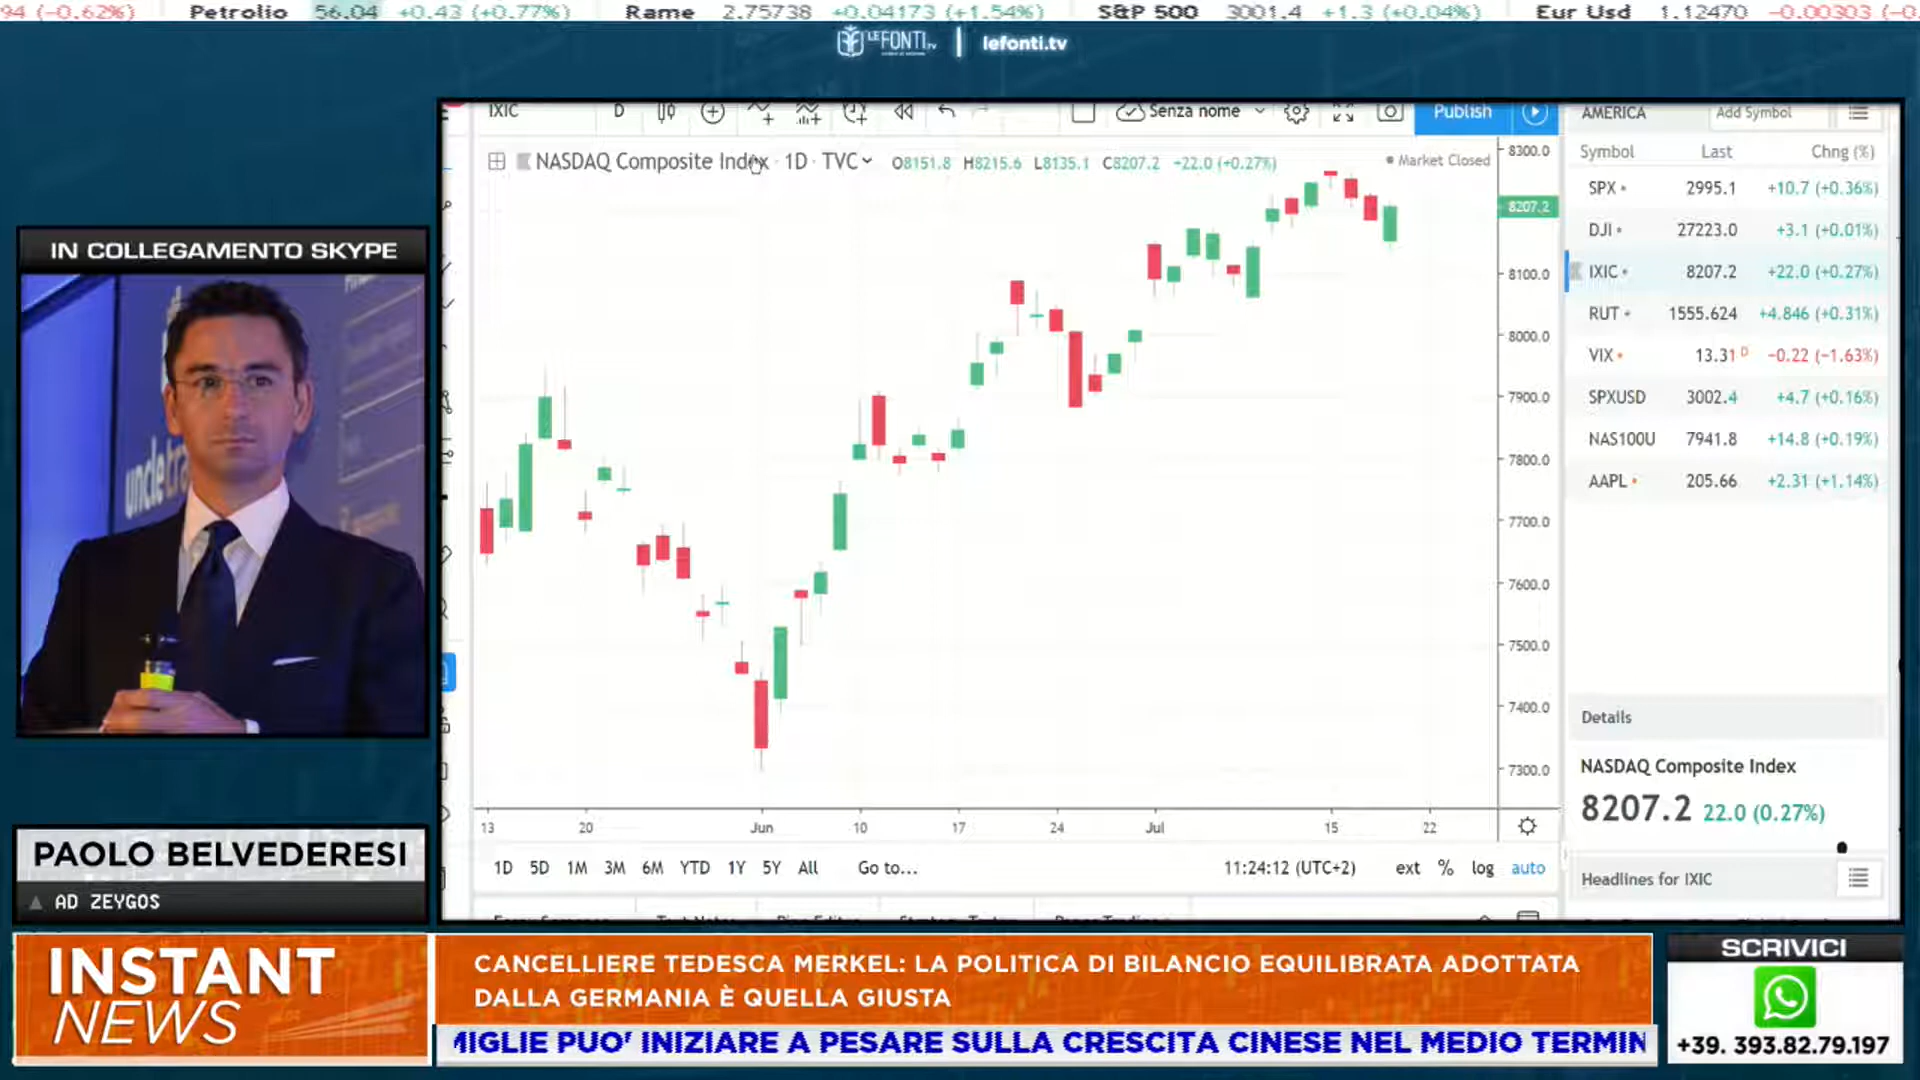 94 (-0.62%) Petrolio 56.04 +0.43 (+0.77%) Rame 2.75738 +0.04173 (+1.54%) S&P 500 3001.4 +1.3 (+0.04%) Eur Usd 1.12470 -0.00303
LEFONTI.TV lefonti.tv
IXIC D Senza nome Publish
NASDAQ Composite Index · 1D · TVC O8151.8 H8215.6 L8135.1 C8207.2 −22.0 (+0.27%) Market Closed
8300.0
8207.2
8100.0
8000.0
7900.0
7800.0
7700.0
7600.0
7500.0
7400.0
7300.0
13 20 Jun 10 17 24 Jul 15 22
1D 5D 1M 3M 6M YTD 1Y 5Y All Go to... 11:24:12 (UTC+2) ext % log auto
AMERICA Add Symbol
Symbol Last Chng (%)
SPX 2995.1 +10.7 (+0.36%)
DJI 27223.0 +3.1 (+0.01%)
IXIC 8207.2 +22.0 (+0.27%)
RUT 1555.624 +4.846 (+0.31%)
VIX 13.31 D −0.22 (−1.63%)
SPXUSD 3002.4 +4.7 (+0.16%)
NAS100U 7941.8 +14.8 (+0.19%)
AAPL 205.66 +2.31 (+1.14%)
Details
NASDAQ Composite Index
8207.2 22.0 (0.27%)
Headlines for IXIC
IN COLLEGAMENTO SKYPE
uncle
PAOLO BELVEDERESI
AD ZEYGOS
INSTANT
NEWS
CANCELLIERE TEDESCA MERKEL: LA POLITICA DI BILANCIO EQUILIBRATA ADOTTATA
DALLA GERMANIA È QUELLA GIUSTA
MIGLIE PUO' INIZIARE A PESARE SULLA CRESCITA CINESE NEL MEDIO TERMIN
SCRIVICI
+39. 393.82.79.197